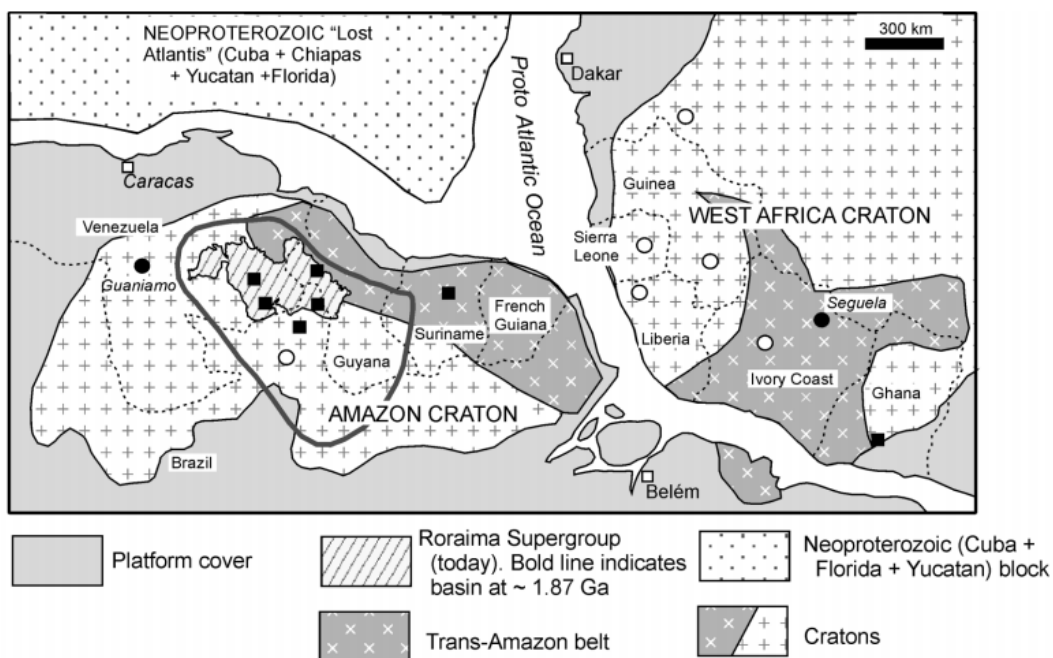 NEOPROTEROZOIC "Lost
Atlantis" (Cuba + Chiapas
+ Yucatan +Florida)
300 km
Dakar
Proto Atlantic Ocean
Caracas
Guinea
WEST AFRICA CRATON
Venezuela
Sierra
Leone
Guaniamo
Seguela
French
Guiana
Suriname
Liberia
Guyana
Ivory Coast
Ghana
AMAZON CRATON
Brazil
Belém
Platform cover
Roraima Supergroup
(today). Bold line indicates
basin at ~ 1.87 Ga
Neoproterozoic (Cuba +
Florida + Yucatan) block
Trans-Amazon belt
Cratons